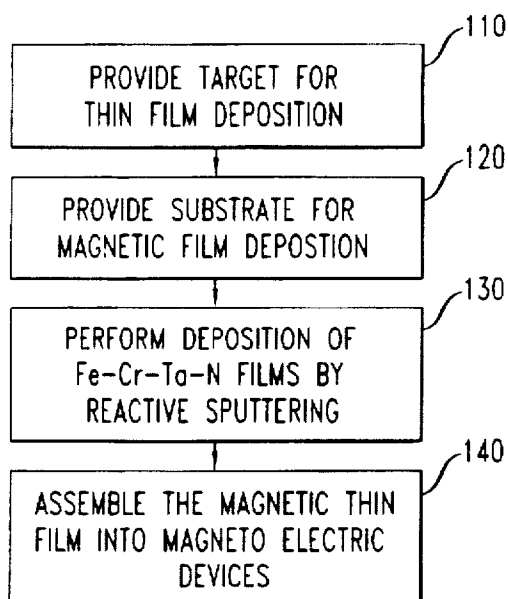 110
PROVIDE TARGET FOR
THIN FILM DEPOSITION
120
PROVIDE SUBSTRATE FOR
MAGNETIC FILM DEPOSTION
130
PERFORM DEPOSITION OF
Fe-Cr-Ta-N FILMS BY
REACTIVE SPUTTERING
140
ASSEMBLE THE MAGNETIC THIN
FILM INTO MAGNETO ELECTRIC
DEVICES